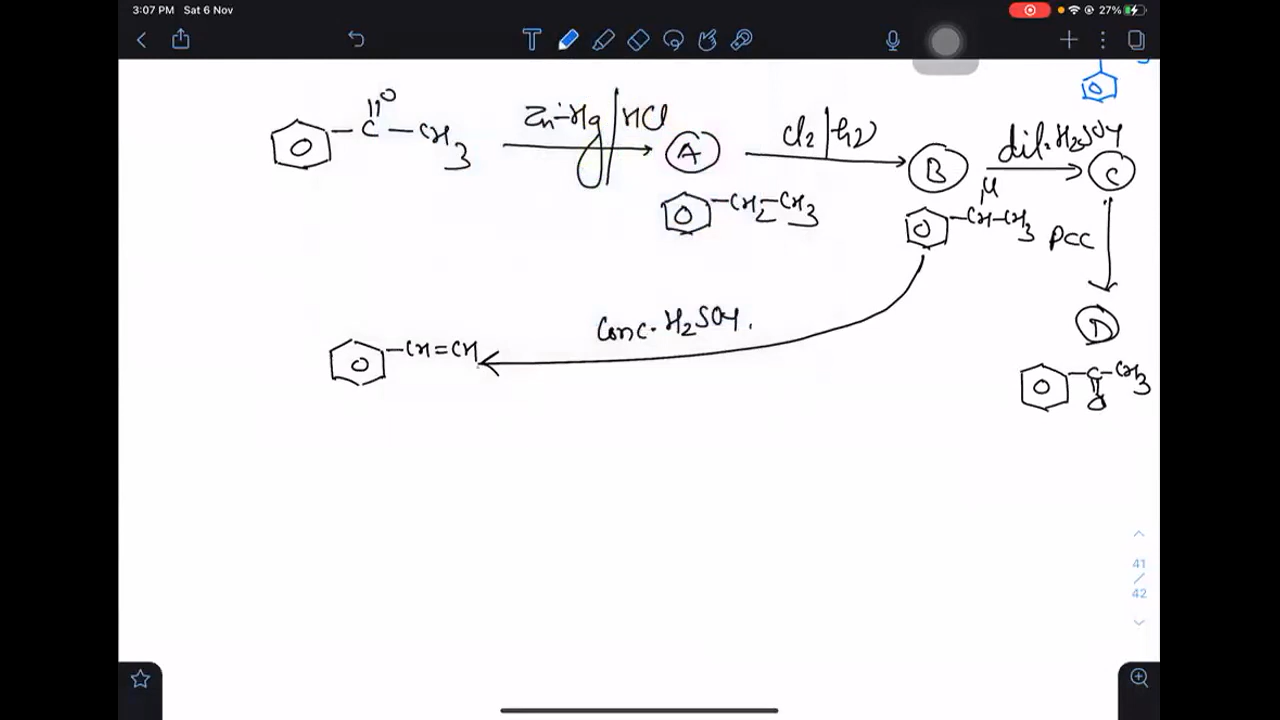 3:07 PM Sat 6 Nov
27%
T
O
C - CH3
Zn-Hg/HCl
A
Cl2/hν
B
dil. H2SO4
C
CH2-CH3
CH-CH3
PCC
D
Conc. H2SO4.
CH=CH
C-CH3
O
41
/
42